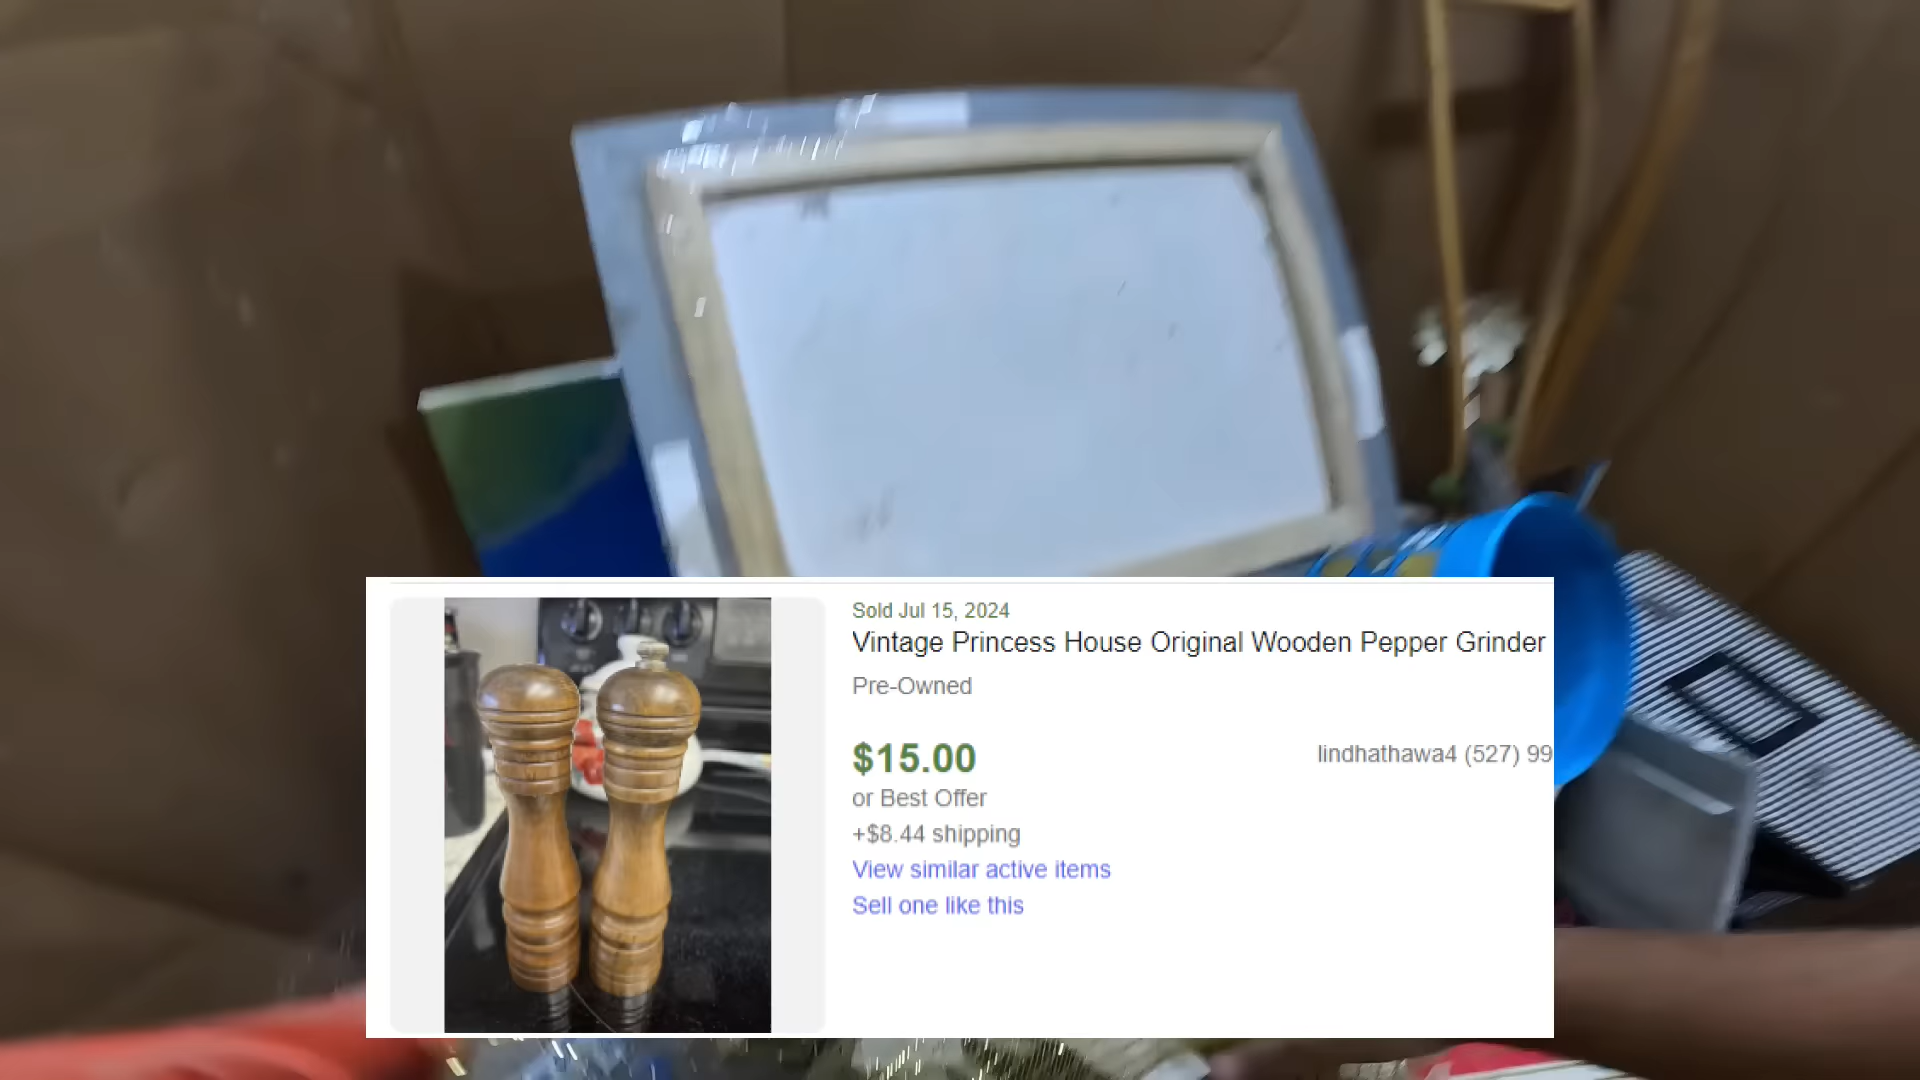 Sold Jul 15, 2024
Vintage Princess House Original Wooden Pepper Grinder
Pre-Owned
$15.00
lindhathawa4 (527) 99
or Best Offer
+$8.44 shipping
View similar active items
Sell one like this